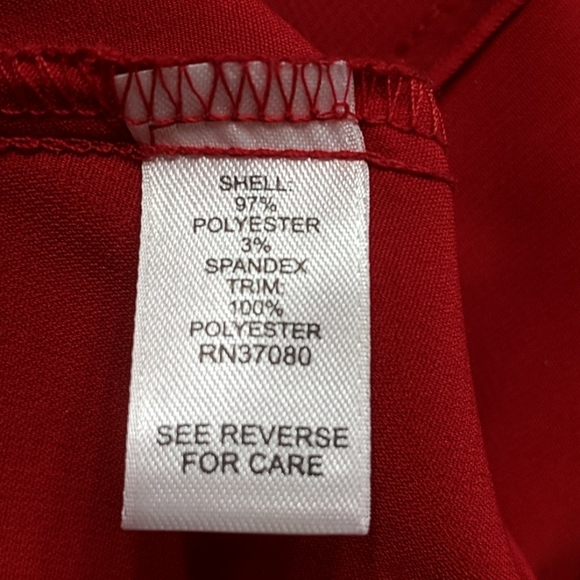 SHELL:
97%
POLYESTER
3%
SPANDEX
TRIM:
100%
POLYESTER
RN37080
SEE REVERSE
FOR CARE